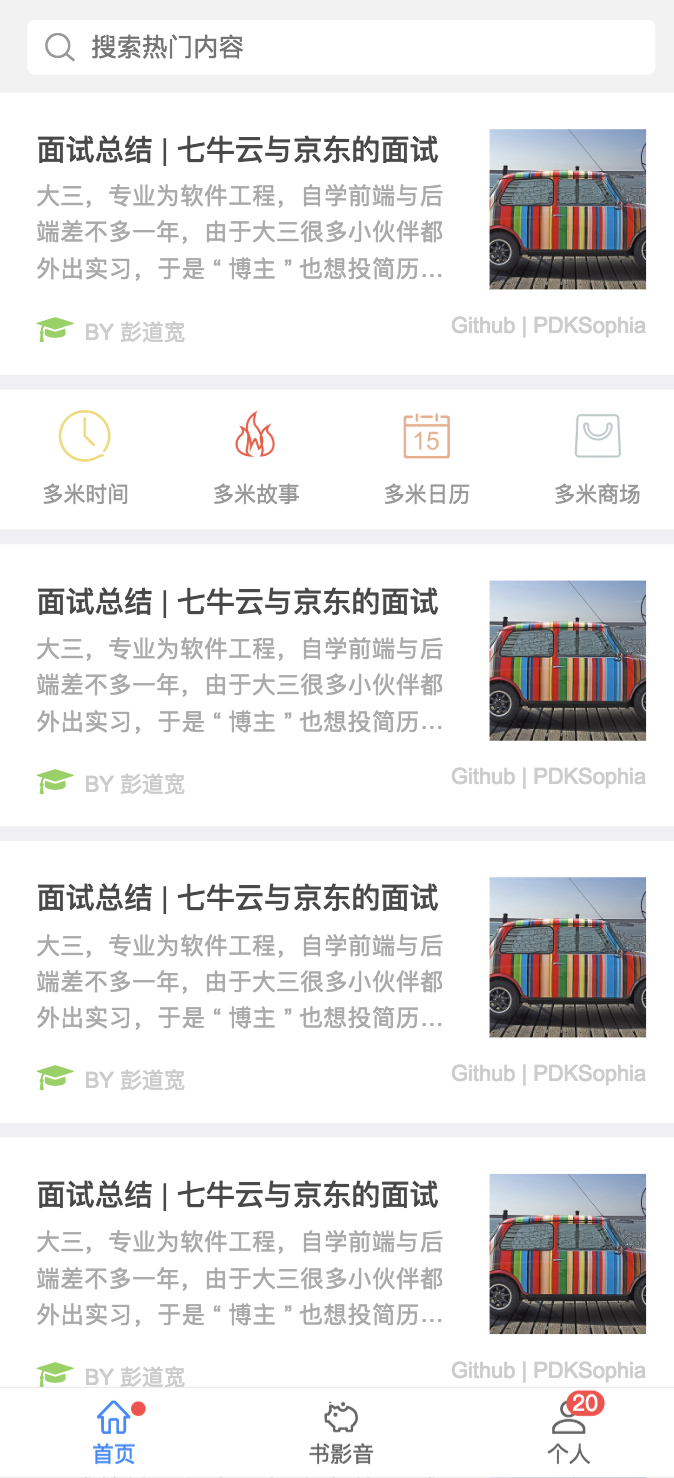 搜索热门内容
面试总结 | 七牛云与京东的面试
大三，专业为软件工程，自学前端与后
端差不多一年，由于大三很多小伙伴都
外出实习，于是 “ 博主 ” 也想投简历...
BY 彭道宽
Github | PDKSophia
15
多米时间
多米故事
多米日历
多米商场
面试总结 | 七牛云与京东的面试
大三，专业为软件工程，自学前端与后
端差不多一年，由于大三很多小伙伴都
外出实习，于是 “ 博主 ” 也想投简历...
BY 彭道宽
Github | PDKSophia
面试总结 | 七牛云与京东的面试
大三，专业为软件工程，自学前端与后
端差不多一年，由于大三很多小伙伴都
外出实习，于是 “ 博主 ” 也想投简历...
BY 彭道宽
Github | PDKSophia
面试总结 | 七牛云与京东的面试
大三，专业为软件工程，自学前端与后
端差不多一年，由于大三很多小伙伴都
外出实习，于是 “ 博主 ” 也想投简历...
BY 彭道宽
Github | PDKSophia
20
首页
书影音
个人